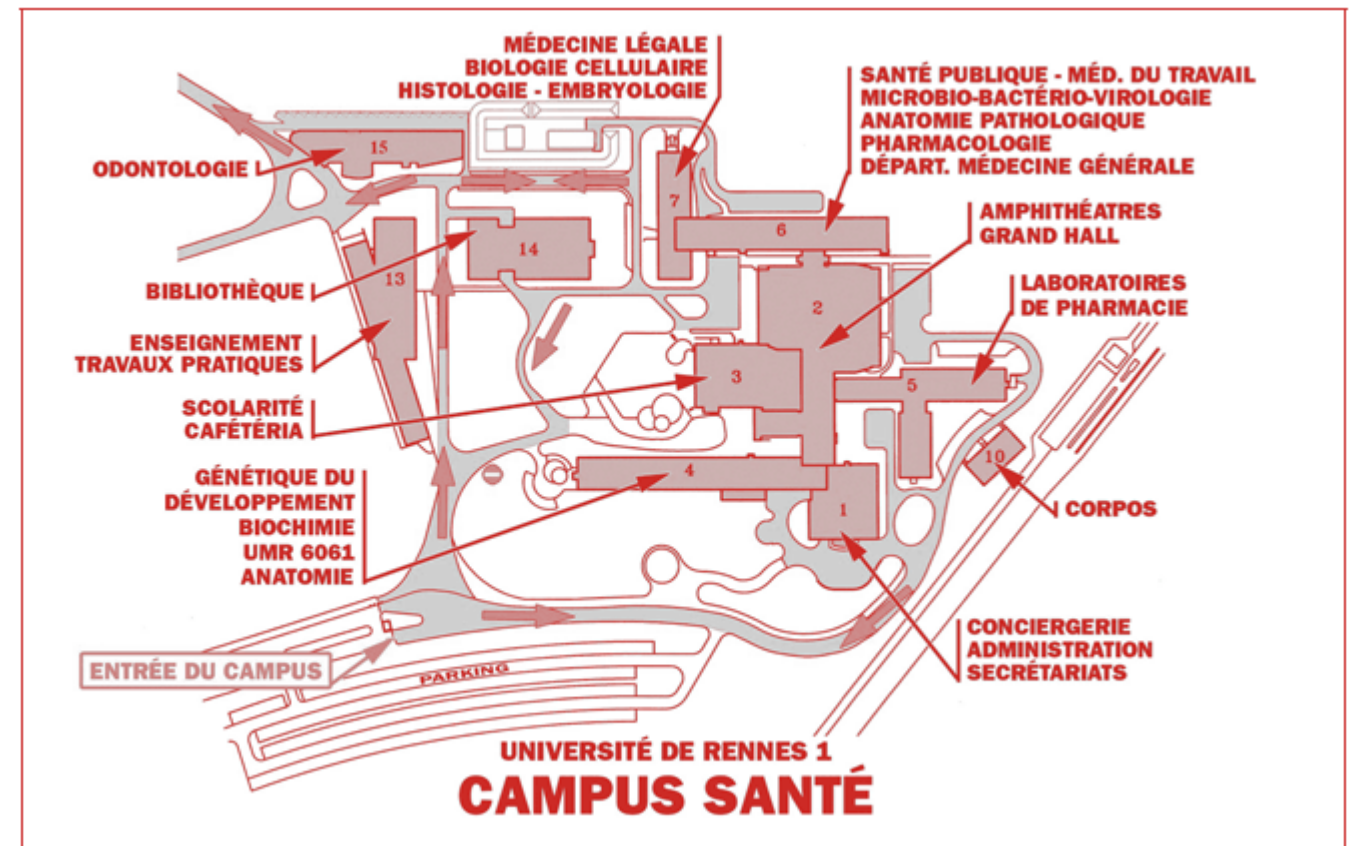 MÉDECINE LÉGALE
BIOLOGIE CELLULAIRE
HISTOLOGIE - EMBRYOLOGIE
SANTÉ PUBLIQUE - MÉD. DU TRAVAIL
MICROBIO-BACTÉRIO-VIROLOGIE
ANATOMIE PATHOLOGIQUE
PHARMACOLOGIE
DÉPART. MÉDECINE GÉNÉRALE
15
ODONTOLOGIE
7
6
AMPHITHÉATRES
GRAND HALL
14
13
BIBLIOTHÈQUE
2
LABORATOIRES
DE PHARMACIE
ENSEIGNEMENT
TRAVAUX PRATIQUES
3
5
SCOLARITÉ
CAFÉTÉRIA
4
10
GÉNÉTIQUE DU
DÉVELOPPEMENT
BIOCHIMIE
UMR 6061
ANATOMIE
1
CORPOS
CONCIERGERIE
ADMINISTRATION
SECRÉTARIATS
ENTRÉE DU CAMPUS
PARKING
UNIVERSITÉ DE RENNES 1
CAMPUS SANTÉ